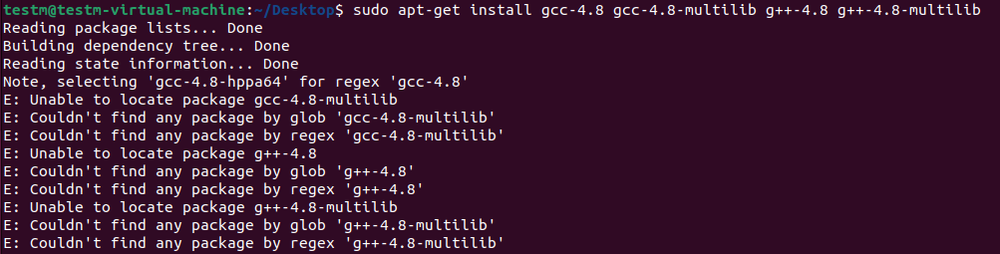 testm@testm-virtual-machine:~/Desktop$ sudo apt-get install gcc-4.8 gcc-4.8-multilib g++-4.8 g++-4.8-multilib
Reading package lists... Done
Building dependency tree... Done
Reading state information... Done
Note, selecting 'gcc-4.8-hppa64' for regex 'gcc-4.8'
E: Unable to locate package gcc-4.8-multilib
E: Couldn't find any package by glob 'gcc-4.8-multilib'
E: Couldn't find any package by regex 'gcc-4.8-multilib'
E: Unable to locate package g++-4.8
E: Couldn't find any package by glob 'g++-4.8'
E: Couldn't find any package by regex 'g++-4.8'
E: Unable to locate package g++-4.8-multilib
E: Couldn't find any package by glob 'g++-4.8-multilib'
E: Couldn't find any package by regex 'g++-4.8-multilib'